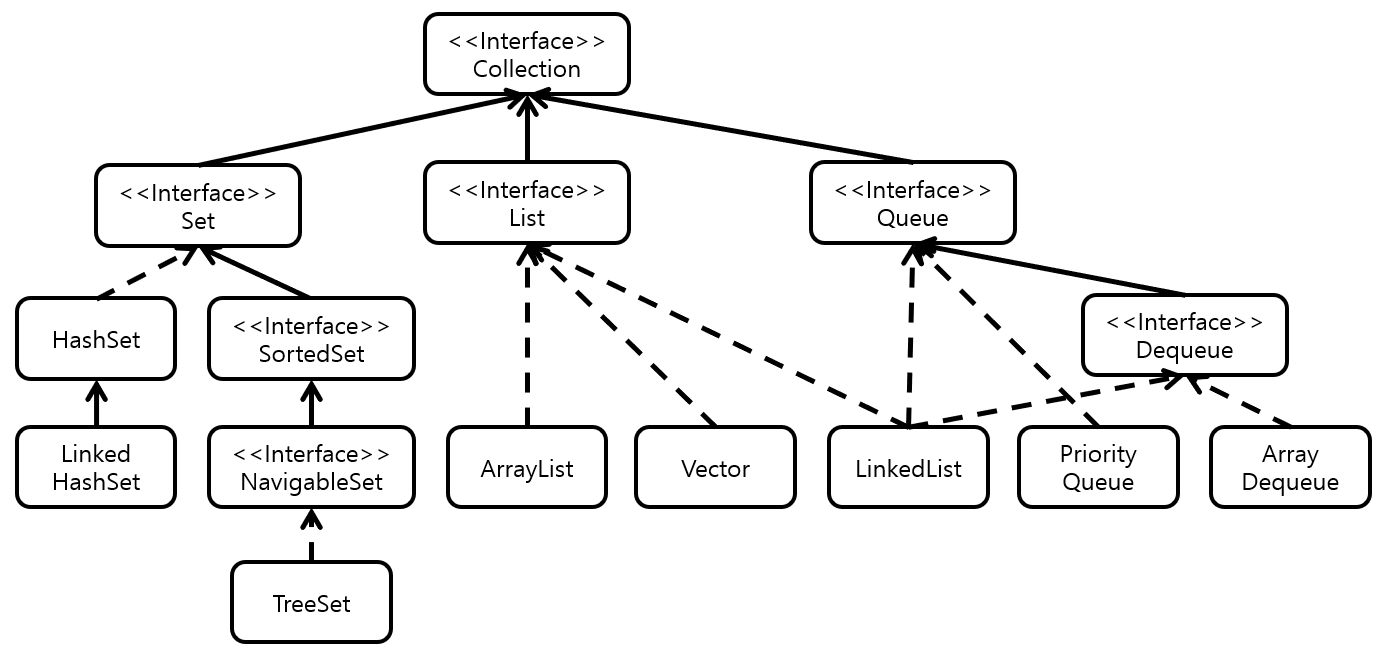 <<Interface>>
Collection
<<Interface>>
Set
<<Interface>>
List
<<Interface>>
Queue
HashSet
<<Interface>>
SortedSet
<<Interface>>
Dequeue
Linked
HashSet
<<Interface>>
NavigableSet
ArrayList
Vector
LinkedList
Priority
Queue
Array
Dequeue
TreeSet